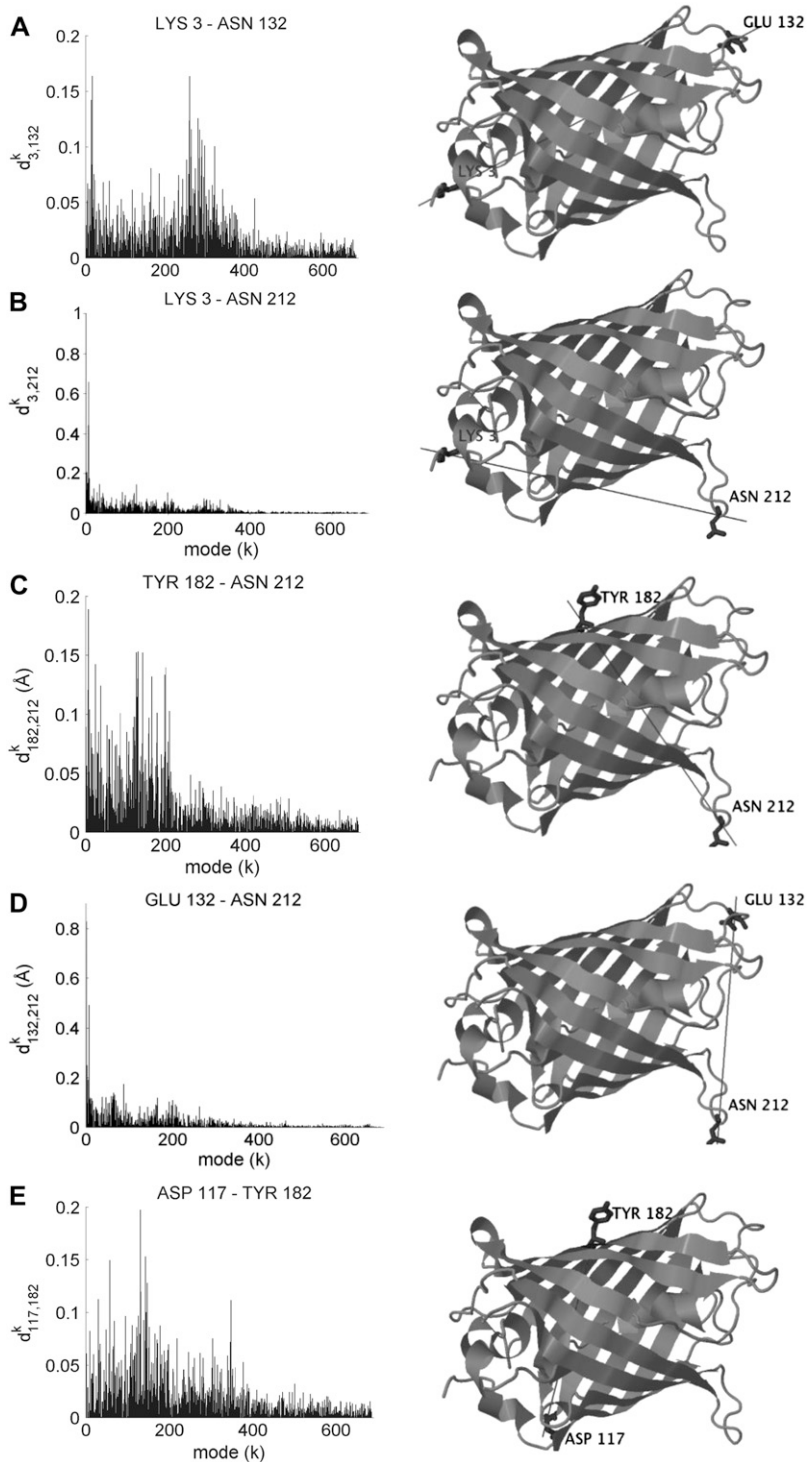 A
LYS 3 - ASN 132
GLU 132
LYS 3
0.2
0.15
0.1
0.05
0
d^k_3,132
0 200 400 600
B
LYS 3 - ASN 212
LYS 3
ASN 212
1
0.8
0.6
0.4
0.2
0
d^k_3,212
0 200 400 600
mode (k)
C
TYR 182 - ASN 212
TYR 182
ASN 212
0.2
0.15
0.1
0.05
0
d^k_182,212 (Å)
0 200 400 600
mode (k)
D
GLU 132 - ASN 212
GLU 132
ASN 212
0.8
0.6
0.4
0.2
0
d^k_132,212 (Å)
0 200 400 600
mode (k)
E
ASP 117 - TYR 182
TYR 182
ASP 117
0.2
0.15
0.1
0.05
0
d^k_117,182
0 200 400 600
mode (k)